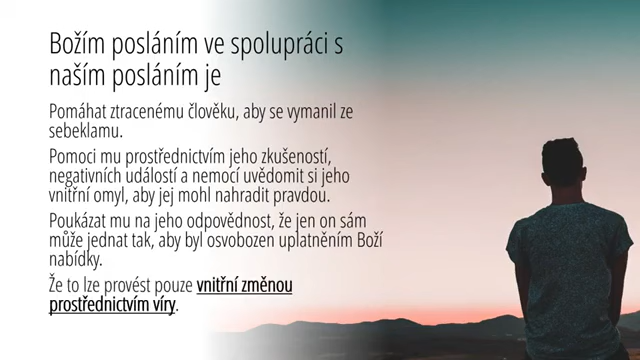 Božím posláním ve spolupráci s
naším posláním je
Pomáhat ztracenému člověku, aby se vymanil ze
sebeklamu.
Pomoci mu prostřednictvím jeho zkušeností,
negativních událostí a nemocí uvědomit si jeho
vnitřní omyl, aby jej mohl nahradit pravdou.
Poukázat mu na jeho odpovědnost, že jen on sám
může jednat tak, aby byl osvobozen uplatněním Boží
nabídky.
Že to lze provést pouze vnitřní změnou
prostřednictvím víry.